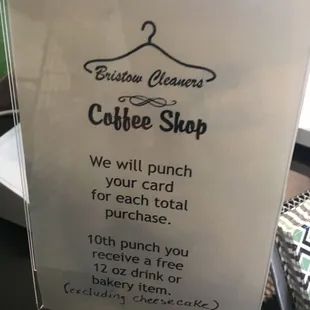 Bristow Cleaners
Coffee Shop
We will punch
your card
for each total
purchase.
10th punch you
receive a free
12 oz drink or
bakery item.
(excluding cheesecake)